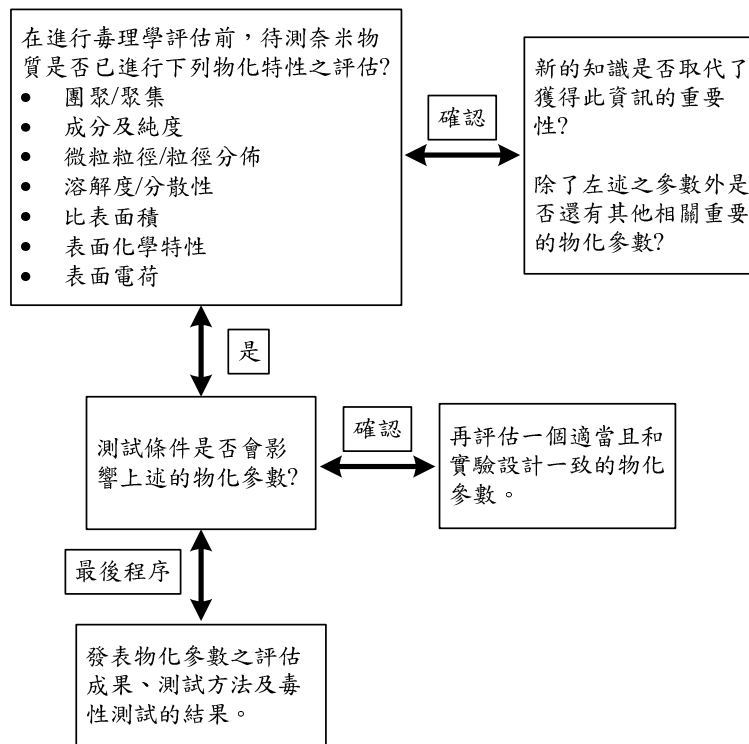 在進行毒理學評估前，待測奈米物
質是否已進行下列物化特性之評估?
• 團聚/聚集
• 成分及純度
• 微粒粒徑/粒徑分佈
• 溶解度/分散性
• 比表面積
• 表面化學特性
• 表面電荷
確認
新的知識是否取代了
獲得此資訊的重要
性?
除了左述之參數外是
否還有其他相關重要
的物化參數?
是
測試條件是否會影
響上述的物化參數?
確認
再評估一個適當且和
實驗設計一致的物化
參數。
最後程序
發表物化參數之評估
成果、測試方法及毒
性測試的結果。